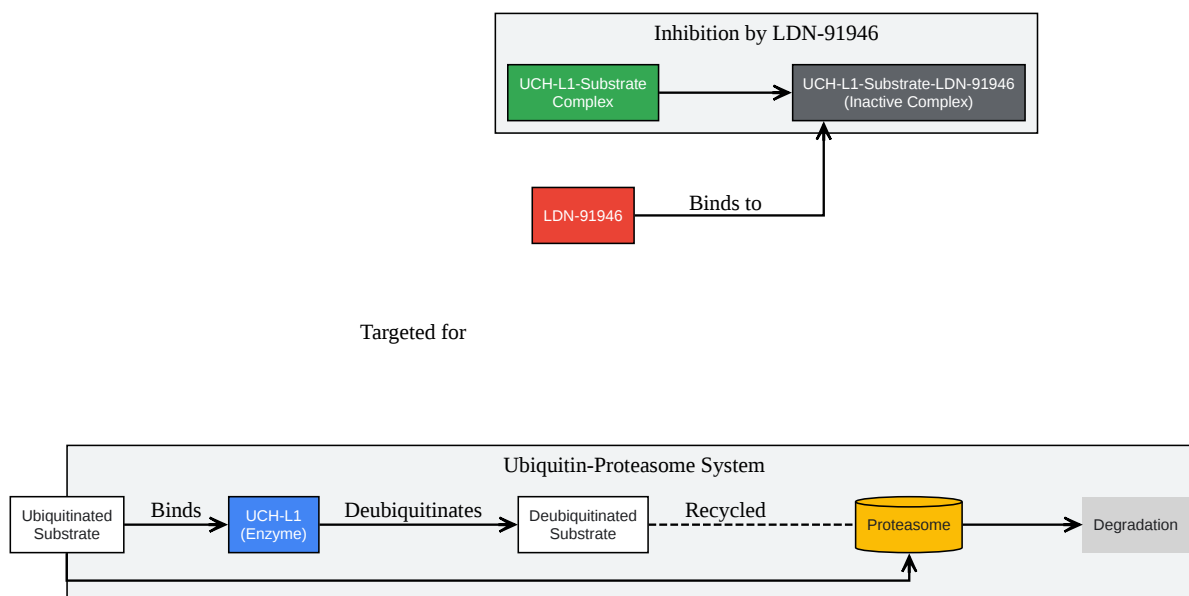 Inhibition by LDN-91946
UCH-L1-Substrate
Complex
UCH-L1-Substrate-LDN-91946
(Inactive Complex)
LDN-91946
Binds to
Targeted for
Ubiquitin-Proteasome System
Ubiquitinated
Substrate
Binds
UCH-L1
(Enzyme)
Deubiquitinates
Deubiquitinated
Substrate
Recycled
Proteasome
Degradation